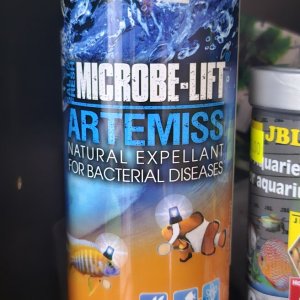 MICROBE-LIFT
ARTEMISS
NATURAL EXPELLANT
FOR BACTERIAL DISEASES
JBL